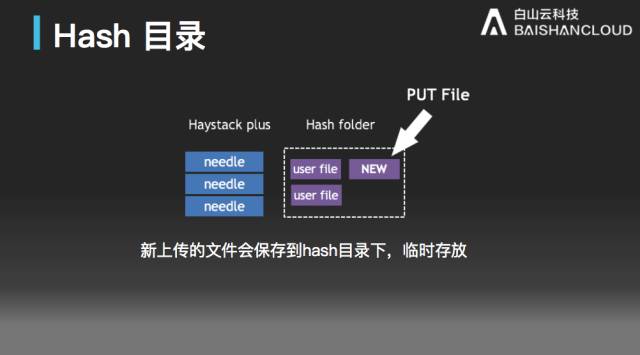 Hash 目录
白山云科技
BAISHANCLOUD
PUT File
Haystack plus
Hash folder
needle
needle
needle
user file
NEW
user file
新上传的文件会保存到hash目录下，临时存放